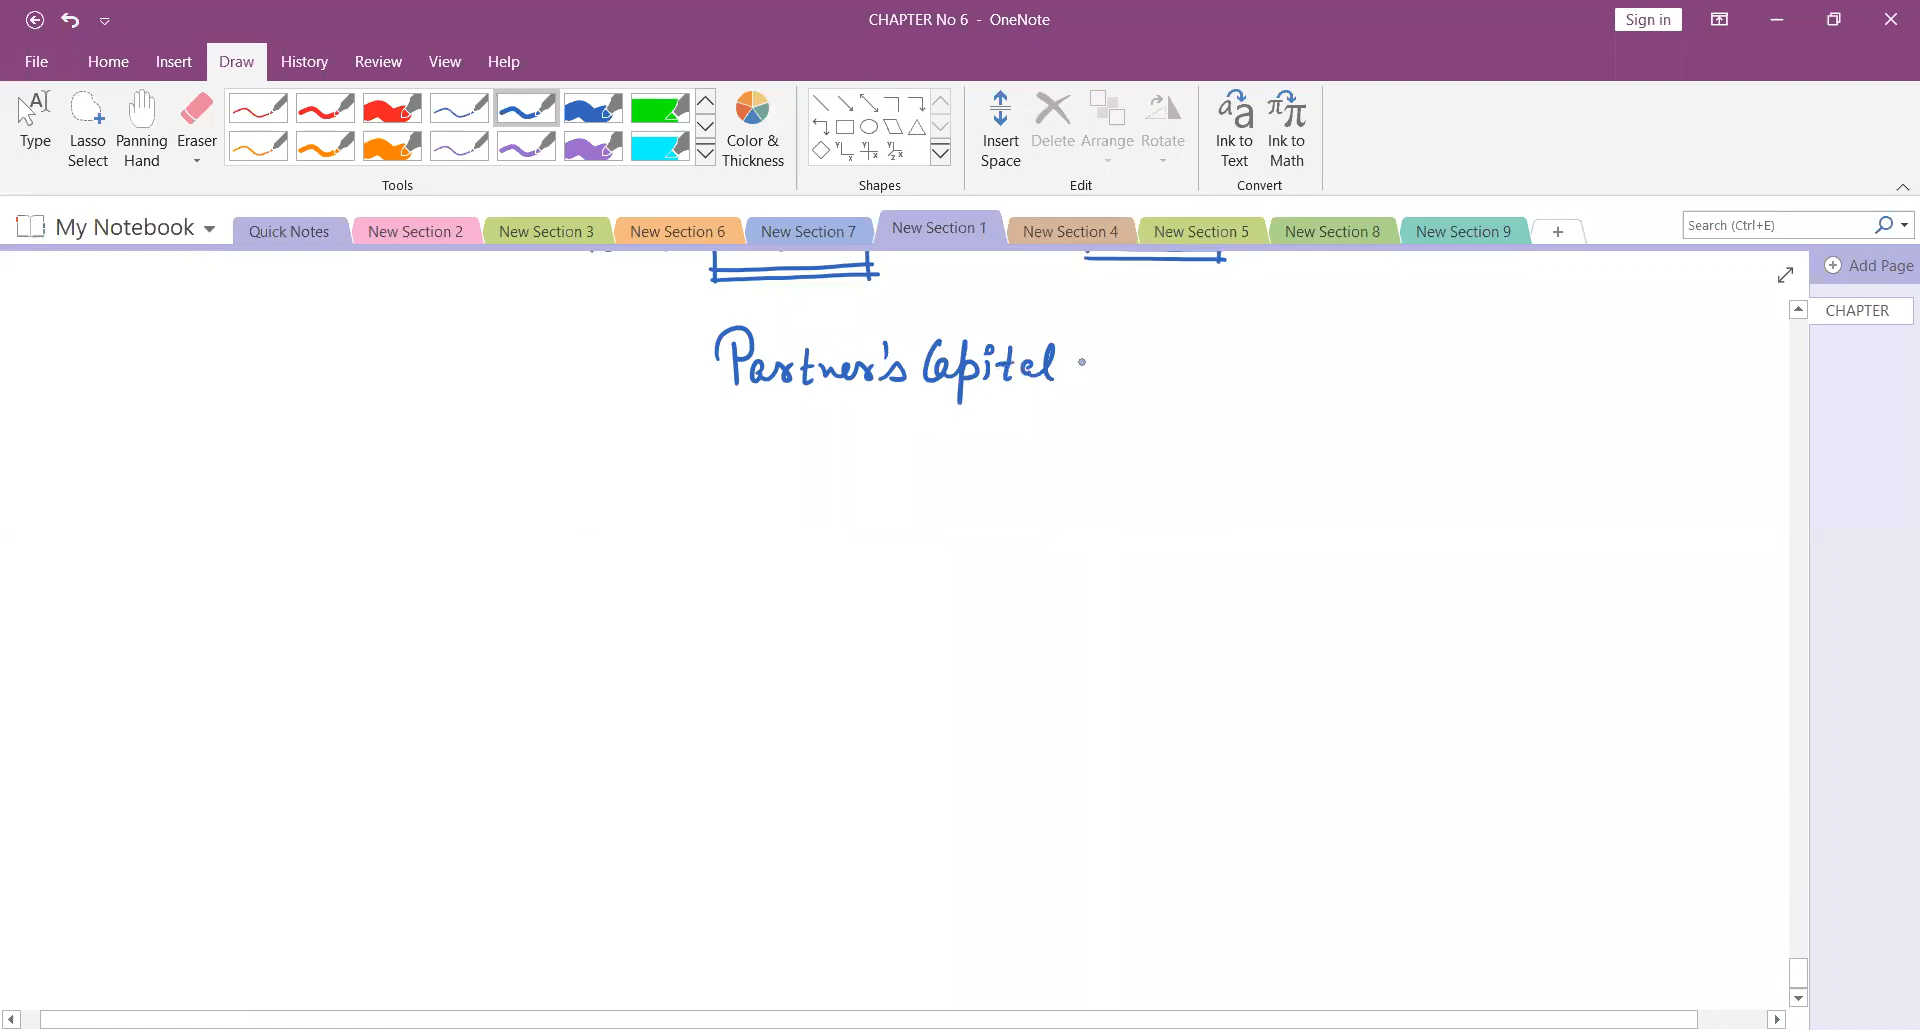 CHAPTER No 6 - OneNote
Sign in
File Home Insert Draw History Review View Help
Type
Lasso Select
Panning Hand
Eraser
Color & Thickness
Insert Space
Delete
Arrange
Rotate
Ink to Text
Ink to Math
Tools
Shapes
Edit
Convert
My Notebook
Quick Notes
New Section 2
New Section 3
New Section 6
New Section 7
New Section 1
New Section 4
New Section 5
New Section 8
New Section 9
Search (Ctrl+E)
Add Page
CHAPTER
Partner's Capital